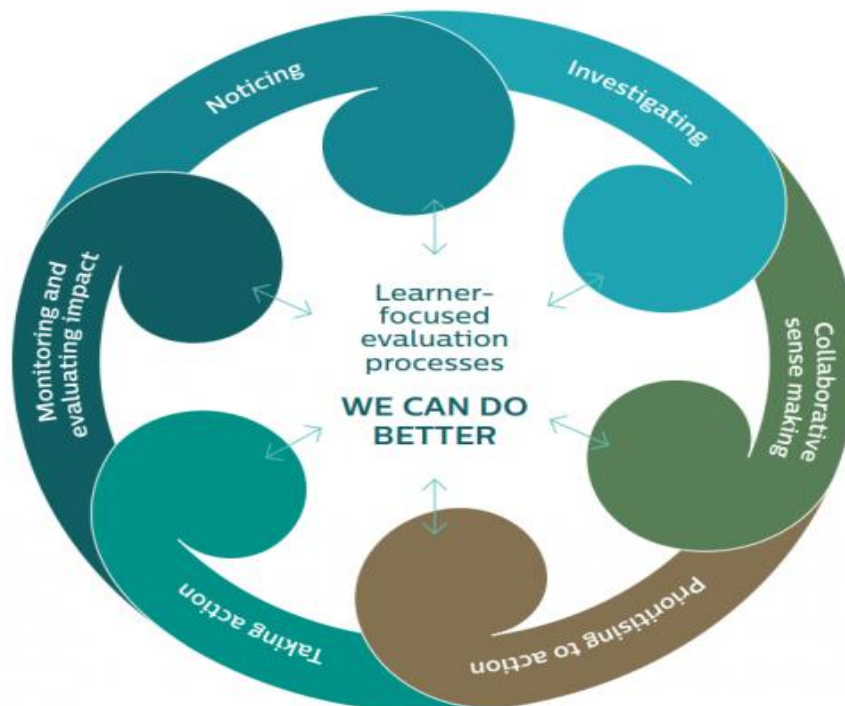 Noticing
Investigating
Collaborative
sense making
Prioritising to action
Taking action
Monitoring and
evaluating impact
Learner-
focused
evaluation
processes
WE CAN DO
BETTER